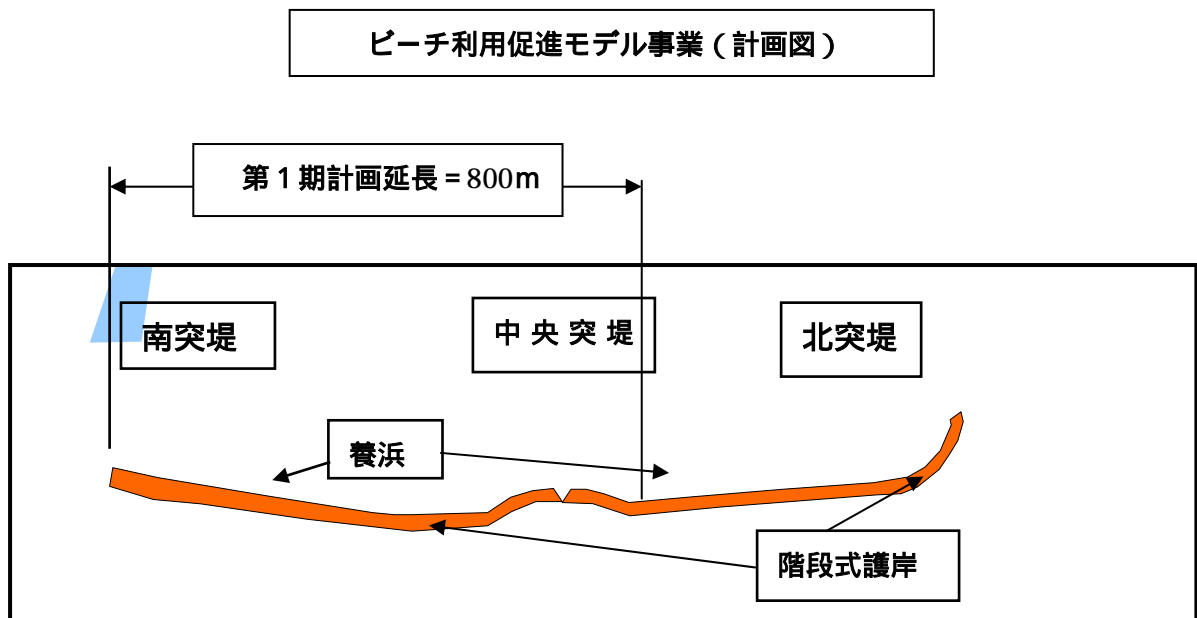 ビーチ利用促進モデル事業（計画図）
第１期計画延長＝800ｍ
南突堤
中央突堤
北突堤
養浜
階段式護岸